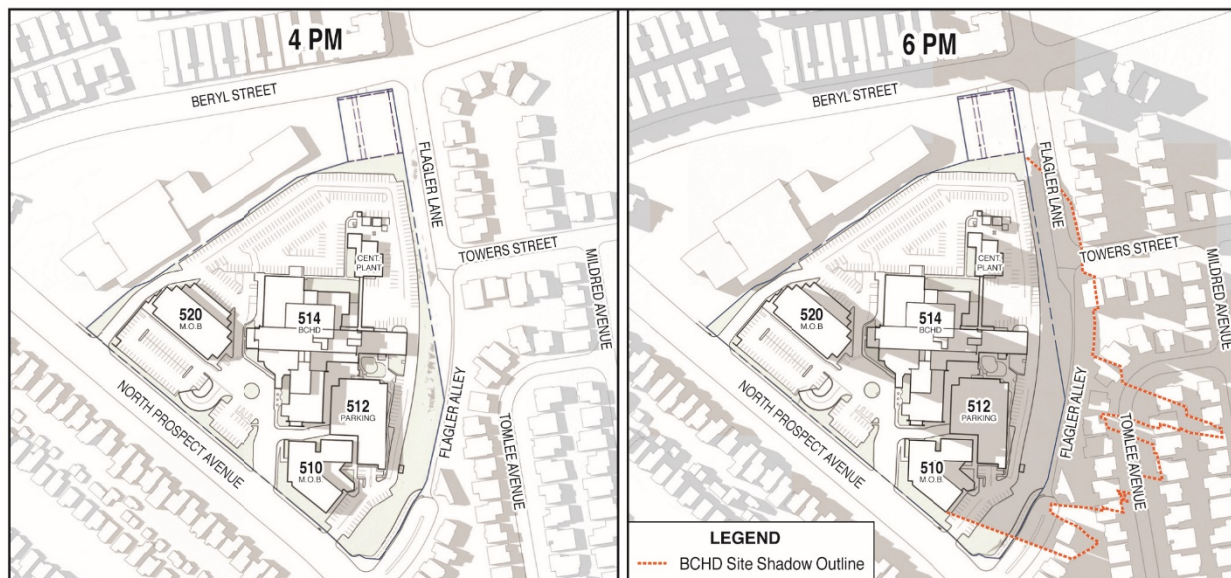 4 PM
BERYL STREET
FLAGLER LANE
TOWERS STREET
MILDRED AVENUE
CENT.
PLANT
520
M.O.B
514
BCHD
512
PARKING
510
M.O.B
NORTH PROSPECT AVENUE
FLAGLER ALLEY
TOMLEE AVENUE
6 PM
BERYL STREET
FLAGLER LANE
TOWERS STREET
MILDRED AVENUE
CENT.
PLANT
520
M.O.B
514
BCHD
512
PARKING
510
M.O.B
NORTH PROSPECT AVENUE
FLAGLER ALLEY
TOMLEE AVENUE
LEGEND
BCHD Site Shadow Outline